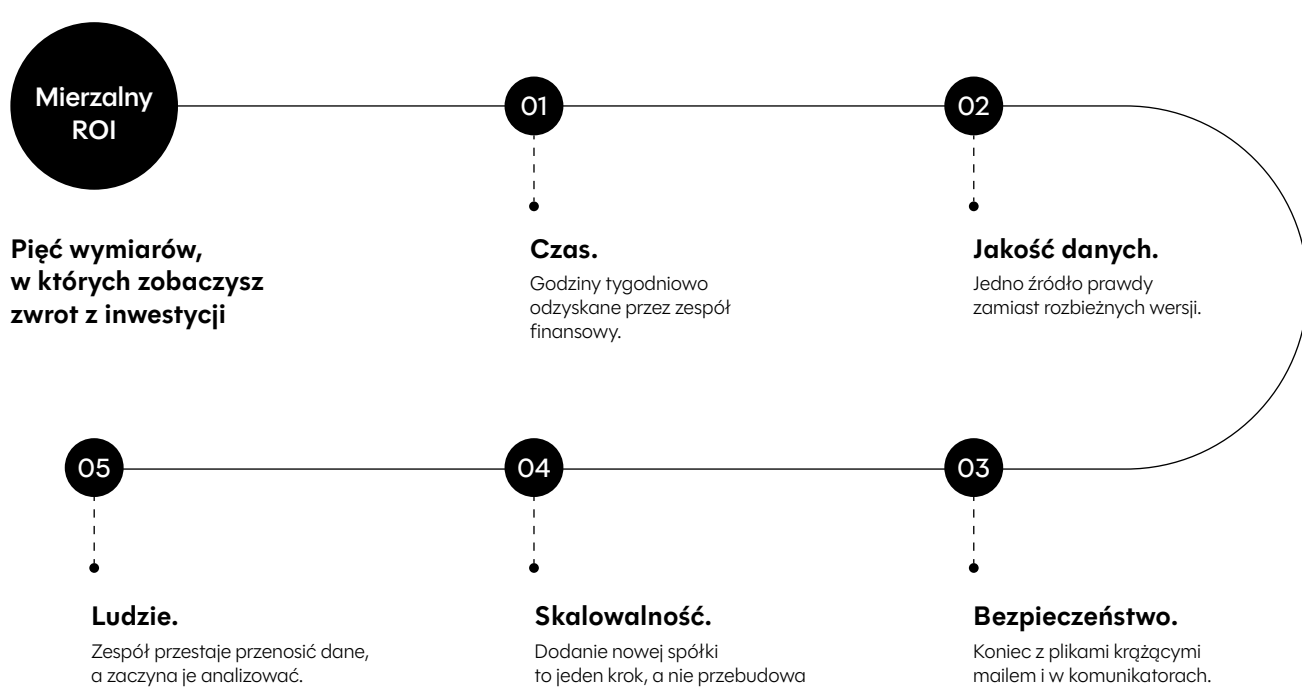 Mierzalny
ROI
Pięć wymiarów,
w których zobaczysz
zwrot z inwestycji
01
Czas.
Godziny tygodniowo
odzyskane przez zespół
finansowy.
02
Jakość danych.
Jedno źródło prawdy
zamiast rozbieżnych wersji.
03
Bezpieczeństwo.
Koniec z plikami krążącymi
mailem i w komunikatorach.
04
Skalowalność.
Dodanie nowej spółki
to jeden krok, a nie przebudowa
05
Ludzie.
Zespół przestaje przenosić dane,
a zaczyna je analizować.